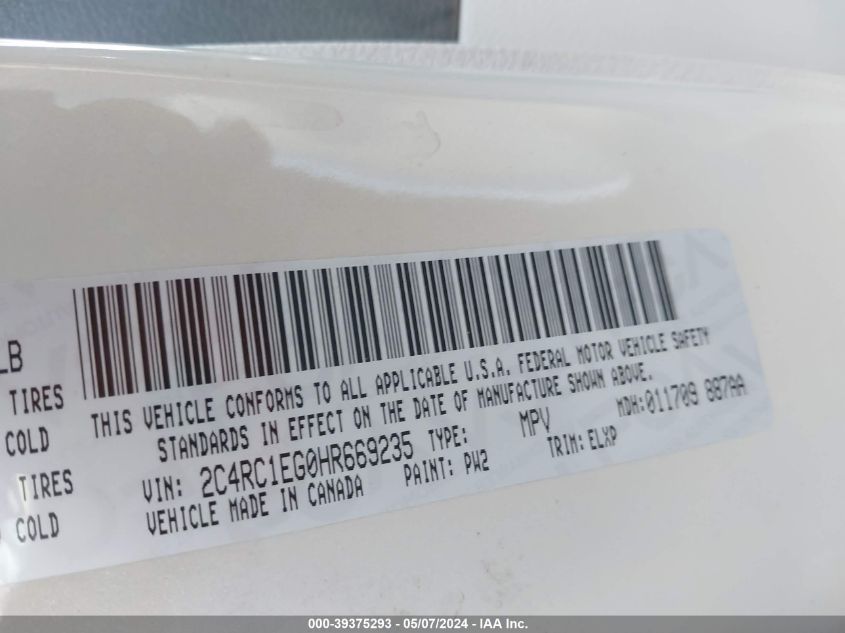 LB
TIRES
COLD
TIRES
COLD
THIS VEHICLE CONFORMS TO ALL APPLICABLE U.S.A. FEDERAL MOTOR VEHICLE SAFETY
STANDARDS IN EFFECT ON THE DATE OF MANUFACTURE SHOWN ABOVE.
VIN: 2C4RC1EG0HR669235 TYPE: MPV MDH:011709 887AA
VEHICLE MADE IN CANADA PAINT: PW2 TRIM: ELXP
000-39375293 - 05/07/2024 - IAA Inc.